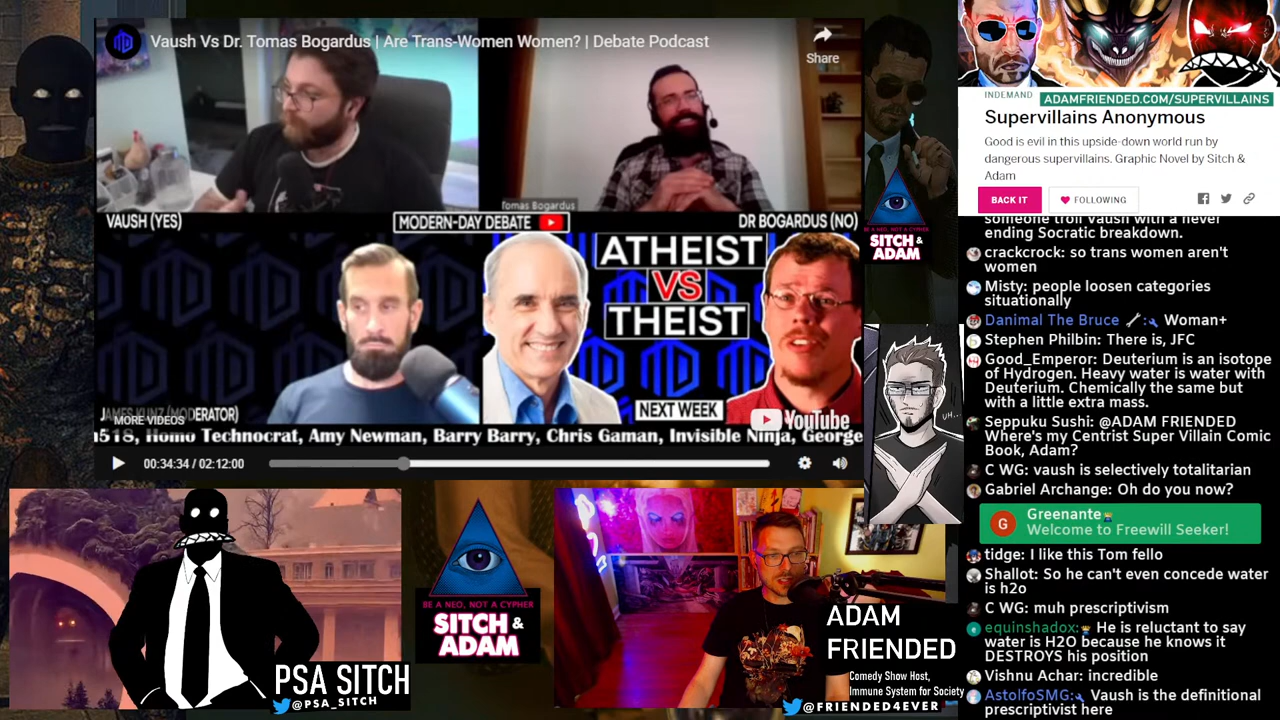 Vaush Vs Dr. Tomas Bogardus | Are Trans-Women Women? | Debate Podcast
Share
Tomas Bogardus
VAUSH (YES)
MODERN-DAY DEBATE
DR BOGARDUS (NO)
ATHEIST
VS
THEIST
NEXT WEEK
JAMES KUNZ (MODERATOR)
MORE VIDEOS
YouTube
Homo Technocrat, Amy Newman, Barry Barry, Chris Gaman, Invisible Ninja, George
00:34:34 / 02:12:00
BE A NEO, NOT A CYPHER
SITCH &
ADAM
UH...
BE A NEO, NOT A CYPHER
SITCH &
ADAM
PSA SITCH
@PSA_SITCH
ADAM
FRIENDED
Comedy Show Host,
Immune System for Society
@FRIENDED4EVER
INDEMAND
ADAMFRIENDED.COM/SUPERVILLAINS
Supervillains Anonymous
Good is evil in this upside-down world run by
dangerous supervillains. Graphic Novel by Sitch &
Adam
BACK IT
FOLLOWING
someone troll Vaush with a never
ending Socratic breakdown.
crackcrock: so trans women aren't
women
Misty: people loosen categories
situationally
Danimal The Bruce : Woman+
Stephen Philbin: There is, JFC
Good_Emperor: Deuterium is an isotope
of Hydrogen. Heavy water is water with
Deuterium. Chemically the same but
with a little extra mass.
Seppuku Sushi: @ADAM FRIENDED
Where's my Centrist Super Villain Comic
Book, Adam?
C WG: vaush is selectively totalitarian
Gabriel Archange: Oh do you now?
G
Greenante
Welcome to Freewill Seeker!
tidge: I like this Tom fello
Shallot: So he can't even concede water
is h2o
C WG: muh prescriptivism
equinshadox: He is reluctant to say
water is H2O because he knows it
DESTROYS his position
Vishnu Achar: incredible
AstolfoSMG: Vaush is the definitional
prescriptivist here